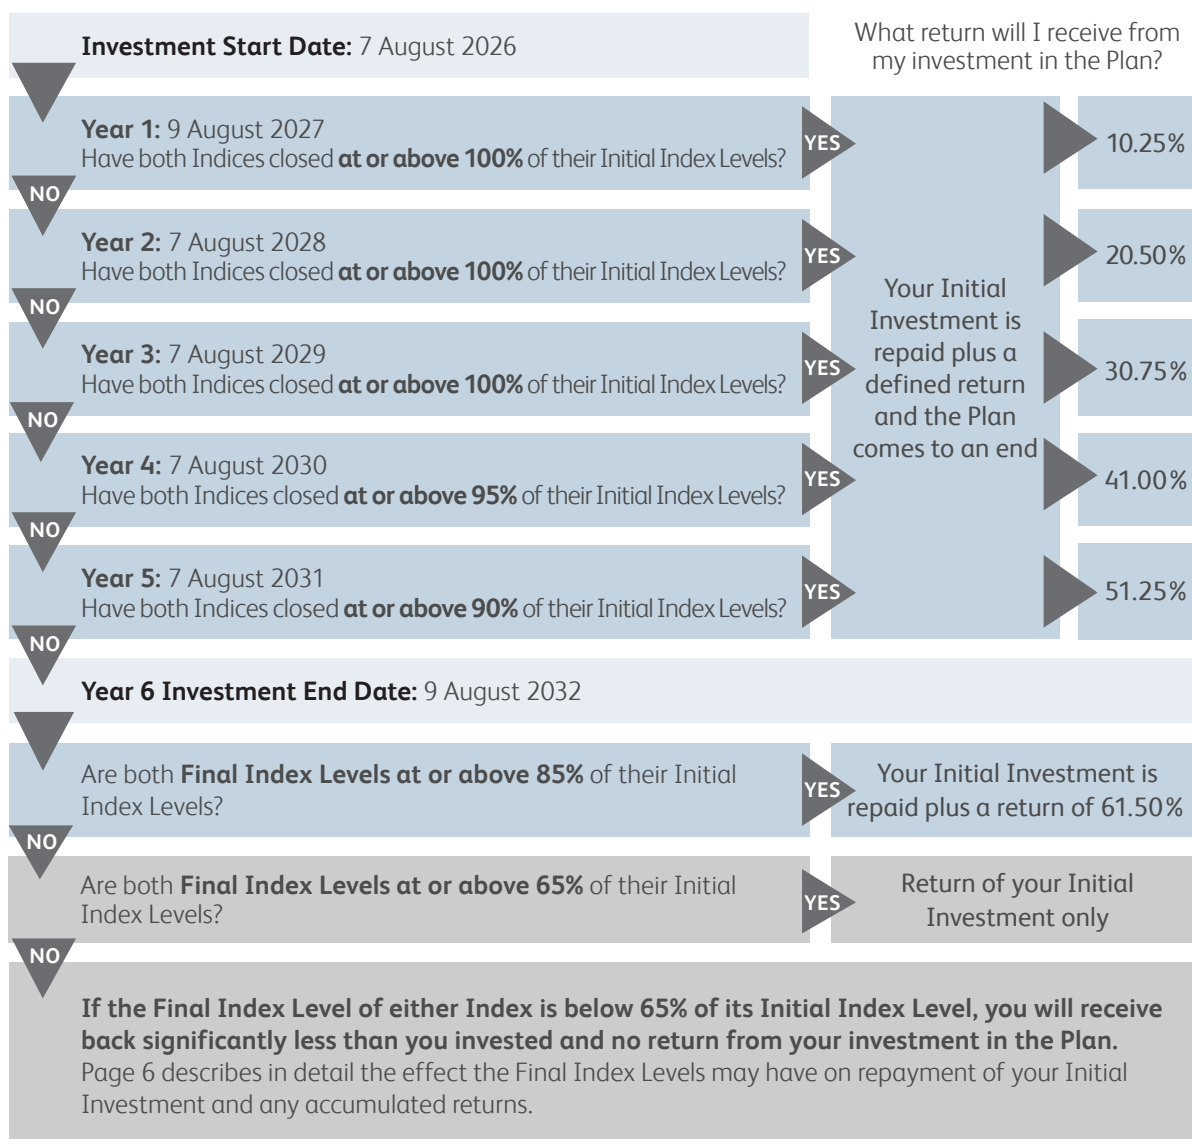 Investment Start Date: 7 August 2026
What return will I receive from
my investment in the Plan?
Year 1: 9 August 2027
Have both Indices closed at or above 100% of their Initial Index Levels?
YES
10.25%
NO
Year 2: 7 August 2028
Have both Indices closed at or above 100% of their Initial Index Levels?
YES
20.50%
NO
Year 3: 7 August 2029
Have both Indices closed at or above 100% of their Initial Index Levels?
YES
30.75%
NO
Year 4: 7 August 2030
Have both Indices closed at or above 95% of their Initial Index Levels?
YES
41.00%
NO
Year 5: 7 August 2031
Have both Indices closed at or above 90% of their Initial Index Levels?
YES
51.25%
Your Initial
Investment is
repaid plus a
defined return
and the Plan
comes to an end
NO
Year 6 Investment End Date: 9 August 2032
Are both Final Index Levels at or above 85% of their Initial
Index Levels?
YES
Your Initial Investment is
repaid plus a return of 61.50%
NO
Are both Final Index Levels at or above 65% of their Initial
Index Levels?
YES
Return of your Initial
Investment only
NO
If the Final Index Level of either Index is below 65% of its Initial Index Level, you will receive
back significantly less than you invested and no return from your investment in the Plan.
Page 6 describes in detail the effect the Final Index Levels may have on repayment of your Initial
Investment and any accumulated returns.